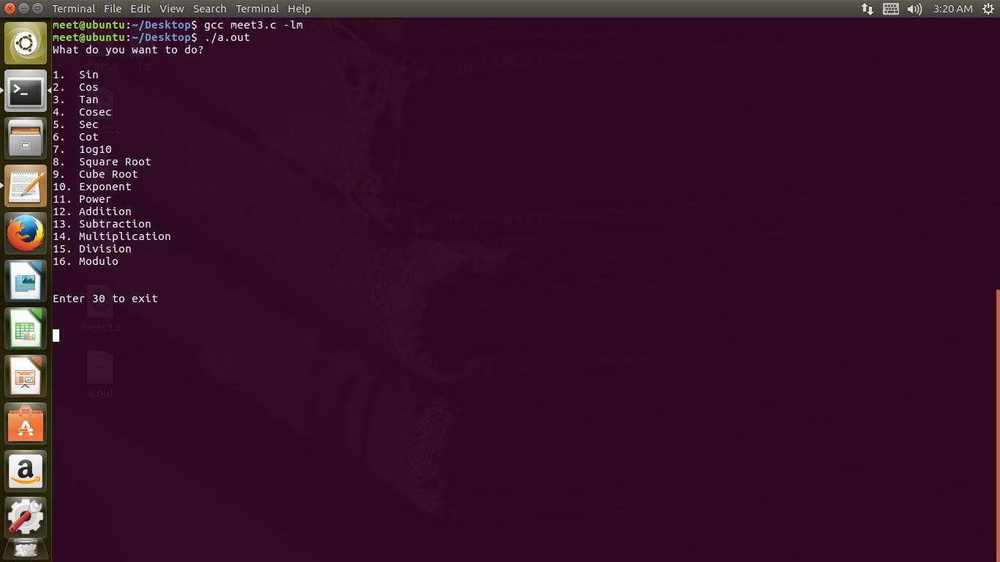 Terminal File Edit View Search Terminal Help 3:20 AM
meet@ubuntu:~/Desktop$ gcc meet3.c -lm
meet@ubuntu:~/Desktop$ ./a.out
What do you want to do?
meet.c 1.c
1. Sin
2. Cos
3. Tan
4. Cosec
5. Sec
6. Cot
7. 1og10
8. Square Root
9. Cube Root
10. Exponent
11. Power
12. Addition
13. Subtraction
14. Multiplication
15. Division
16. Modulo
Enter 30 to exit
meet3.c
a.out